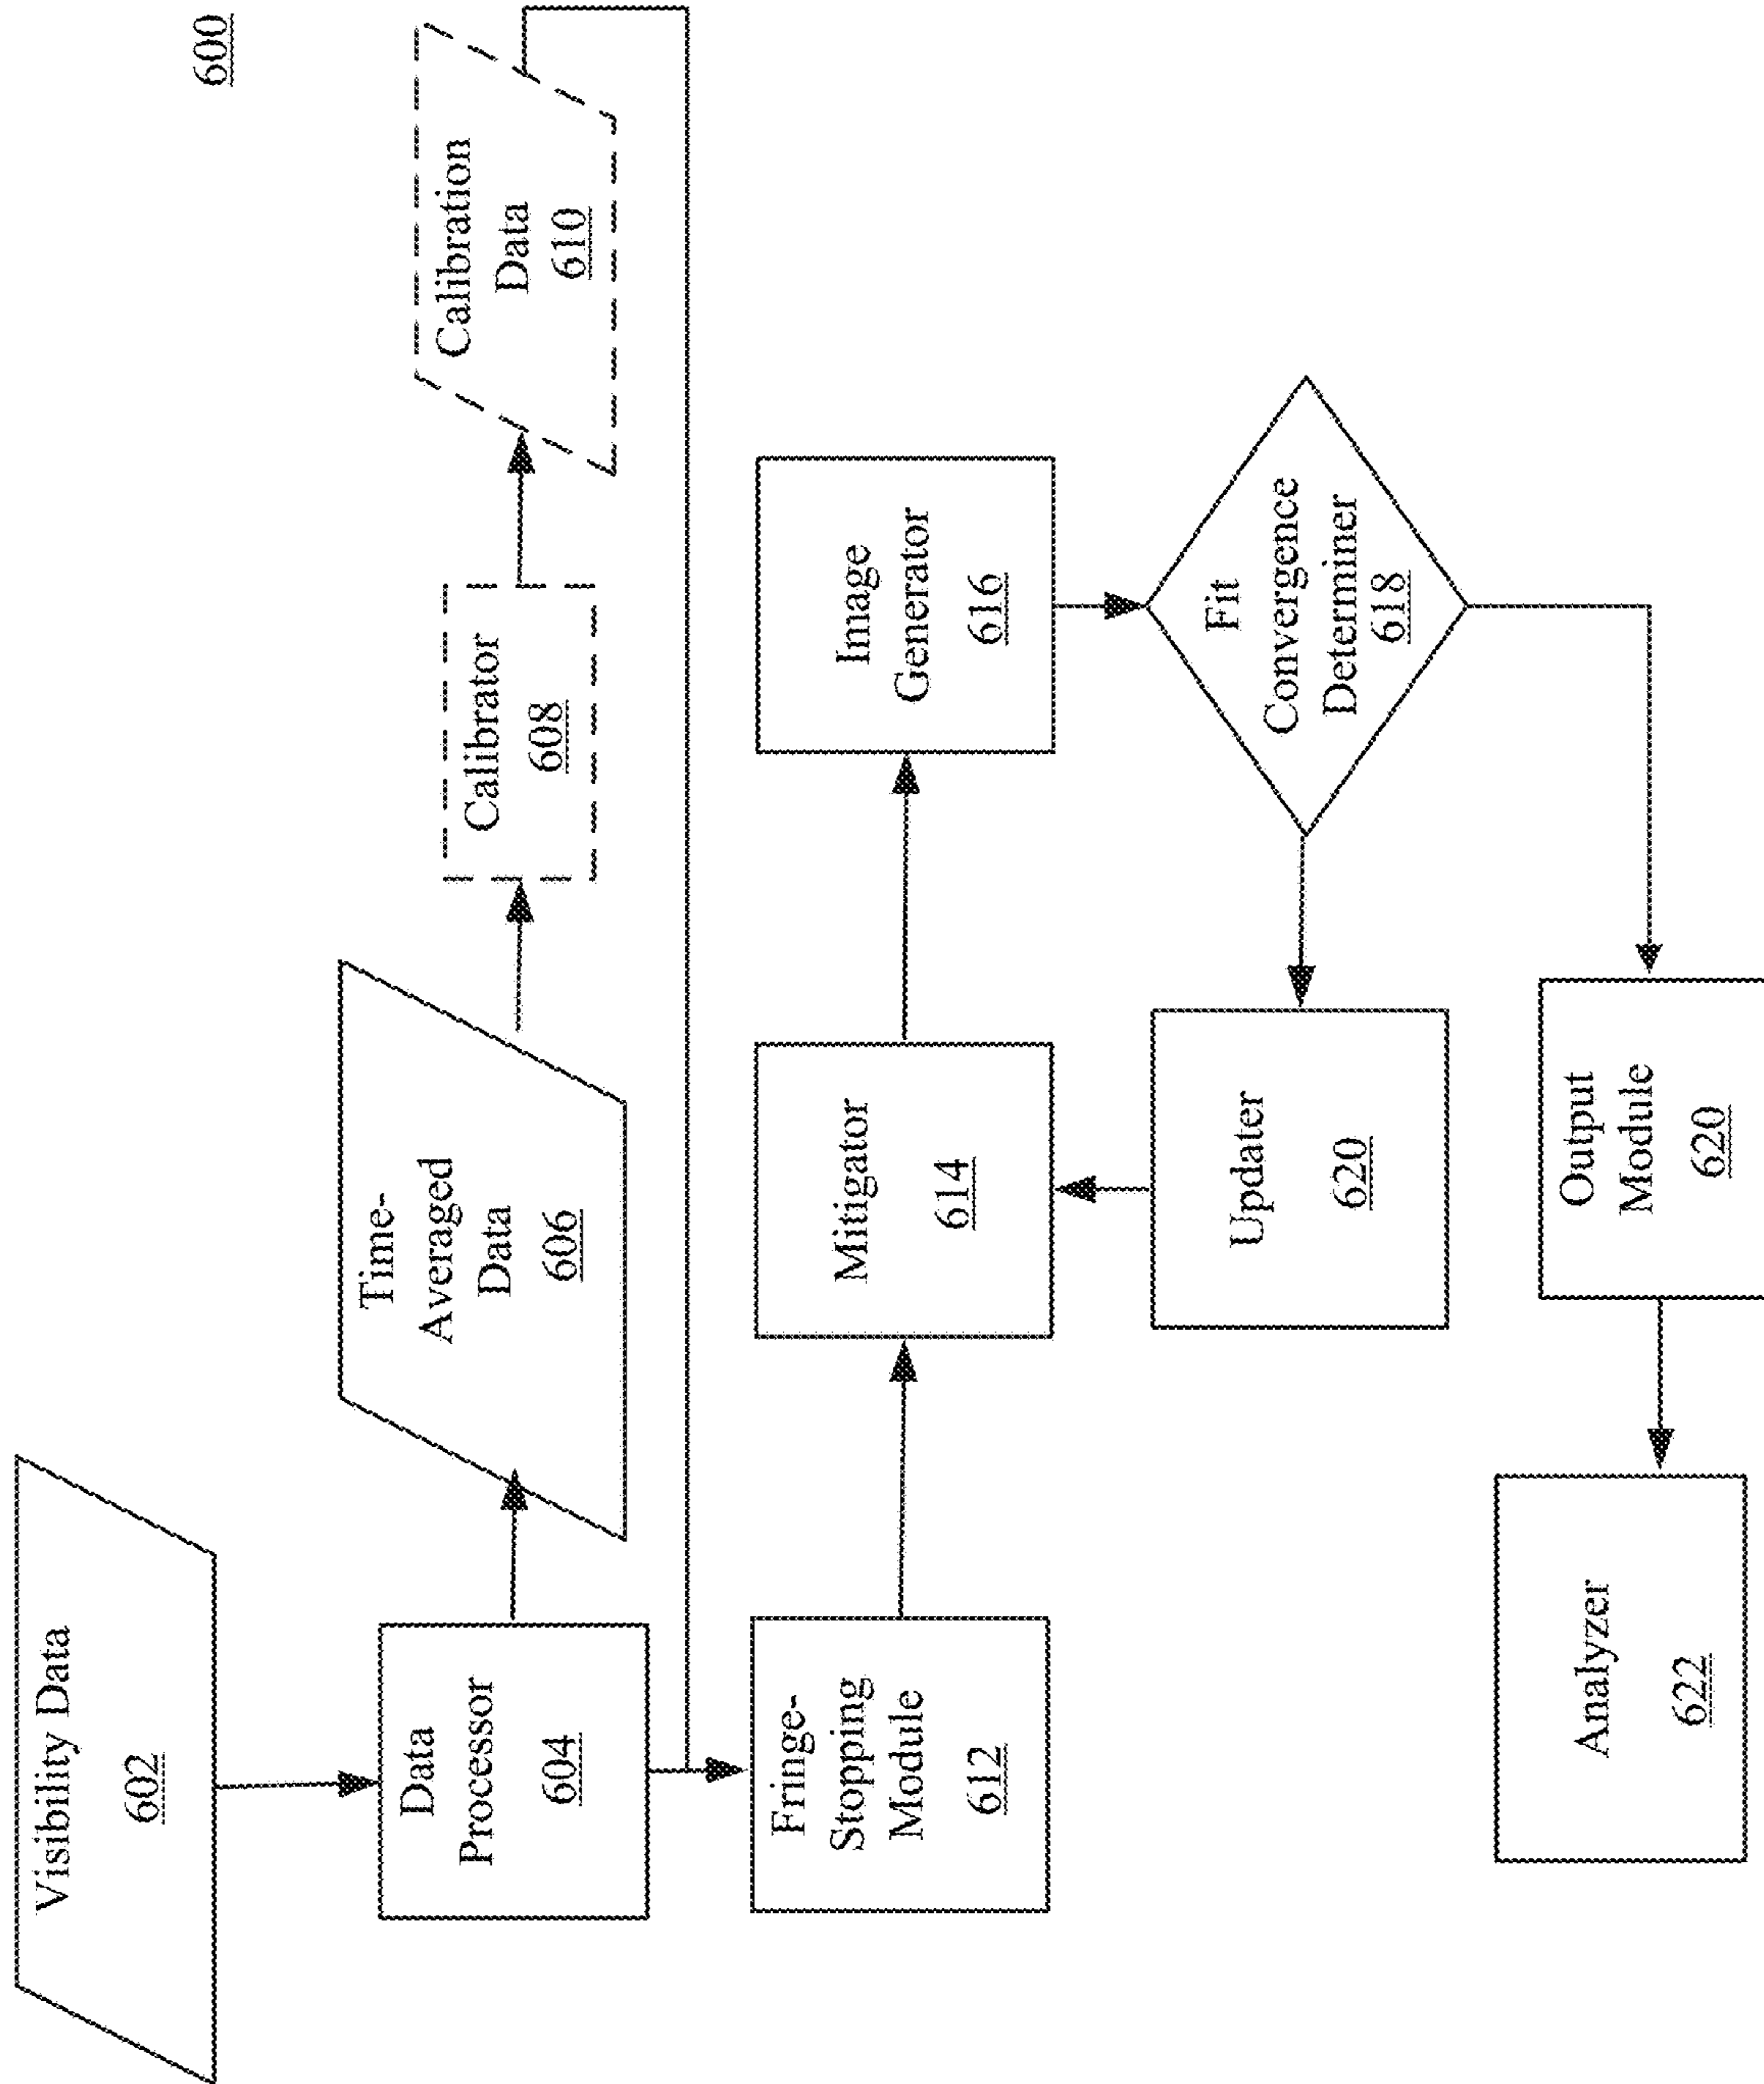 600
Visibility Data
602
Data
Processor
604
Time-
Averaged
Data
606
Calibrator
608
Calibration
Data
610
Fringe-
Stopping
Module
612
Mitigator
614
Image
Generator
616
Fit
Convergence
Determiner
618
Updater
620
Output
Module
620
Analyzer
622